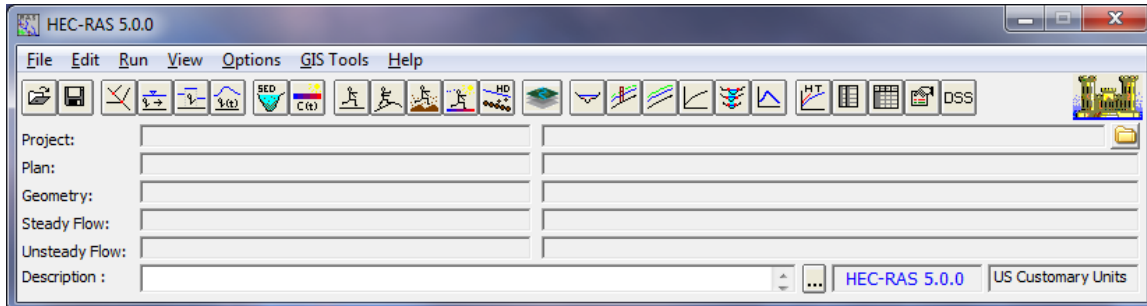 HEC-RAS 5.0.0
File Edit Run View Options GIS Tools Help
SED C(t) HD HT DSS
Project:
Plan:
Geometry:
Steady Flow:
Unsteady Flow:
Description : ... HEC-RAS 5.0.0 US Customary Units